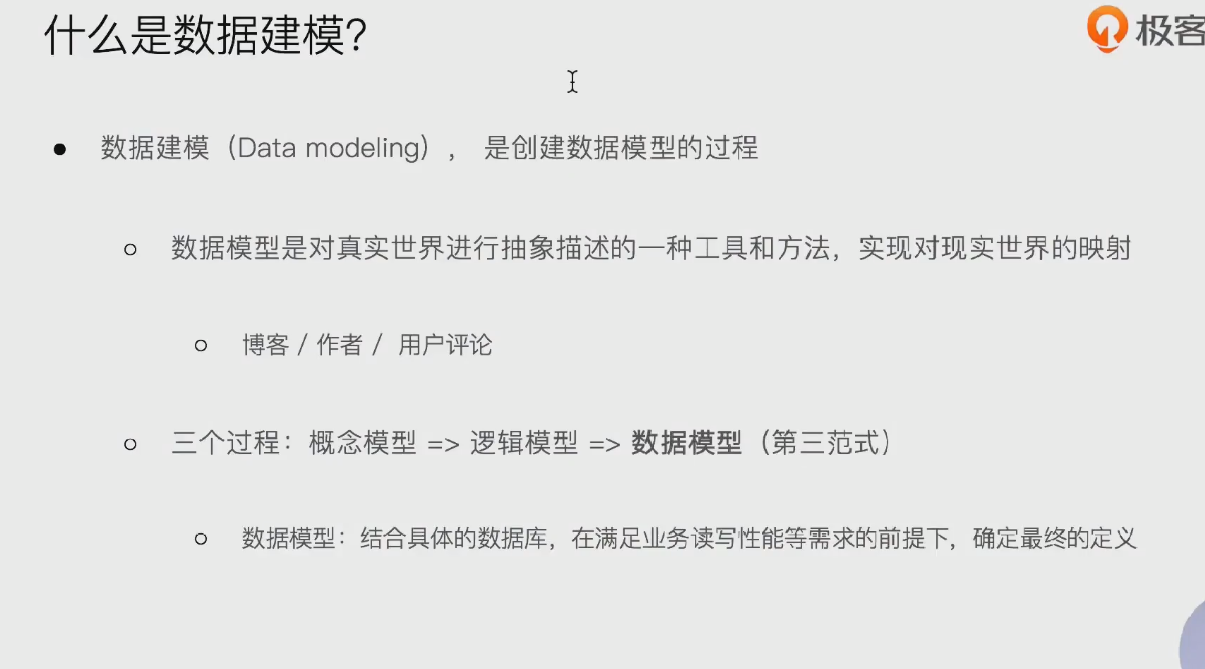 什么是数据建模？
极客
● 数据建模（Data modeling）， 是创建数据模型的过程
○ 数据模型是对真实世界进行抽象描述的一种工具和方法，实现对现实世界的映射
○ 博客 / 作者 / 用户评论
○ 三个过程：概念模型 => 逻辑模型 => 数据模型（第三范式）
○ 数据模型：结合具体的数据库，在满足业务读写性能等需求的前提下，确定最终的定义